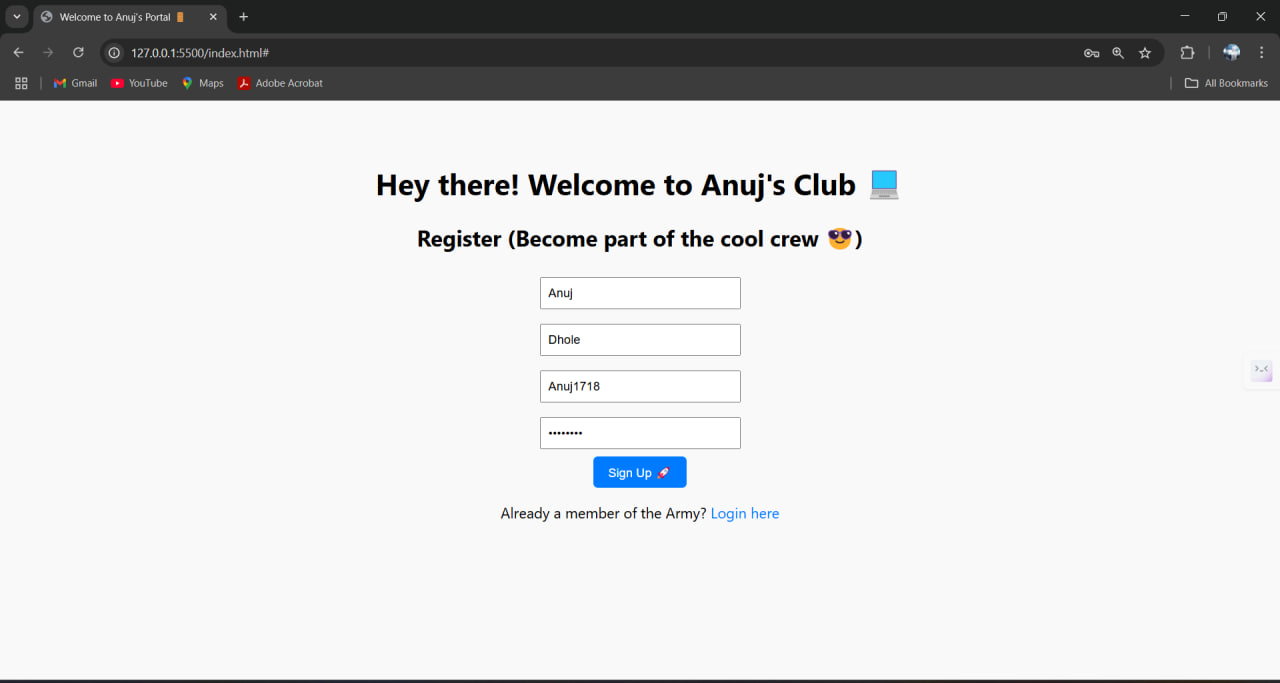 Welcome to Anuj's Portal 🚪
127.0.0.1:5500/index.html#
Gmail YouTube Maps Adobe Acrobat All Bookmarks
Hey there! Welcome to Anuj's Club 💻
Register (Become part of the cool crew 😎)
Anuj
Dhole
Anuj1718
••••••••
Sign Up 🚀
Already a member of the Army? Login here